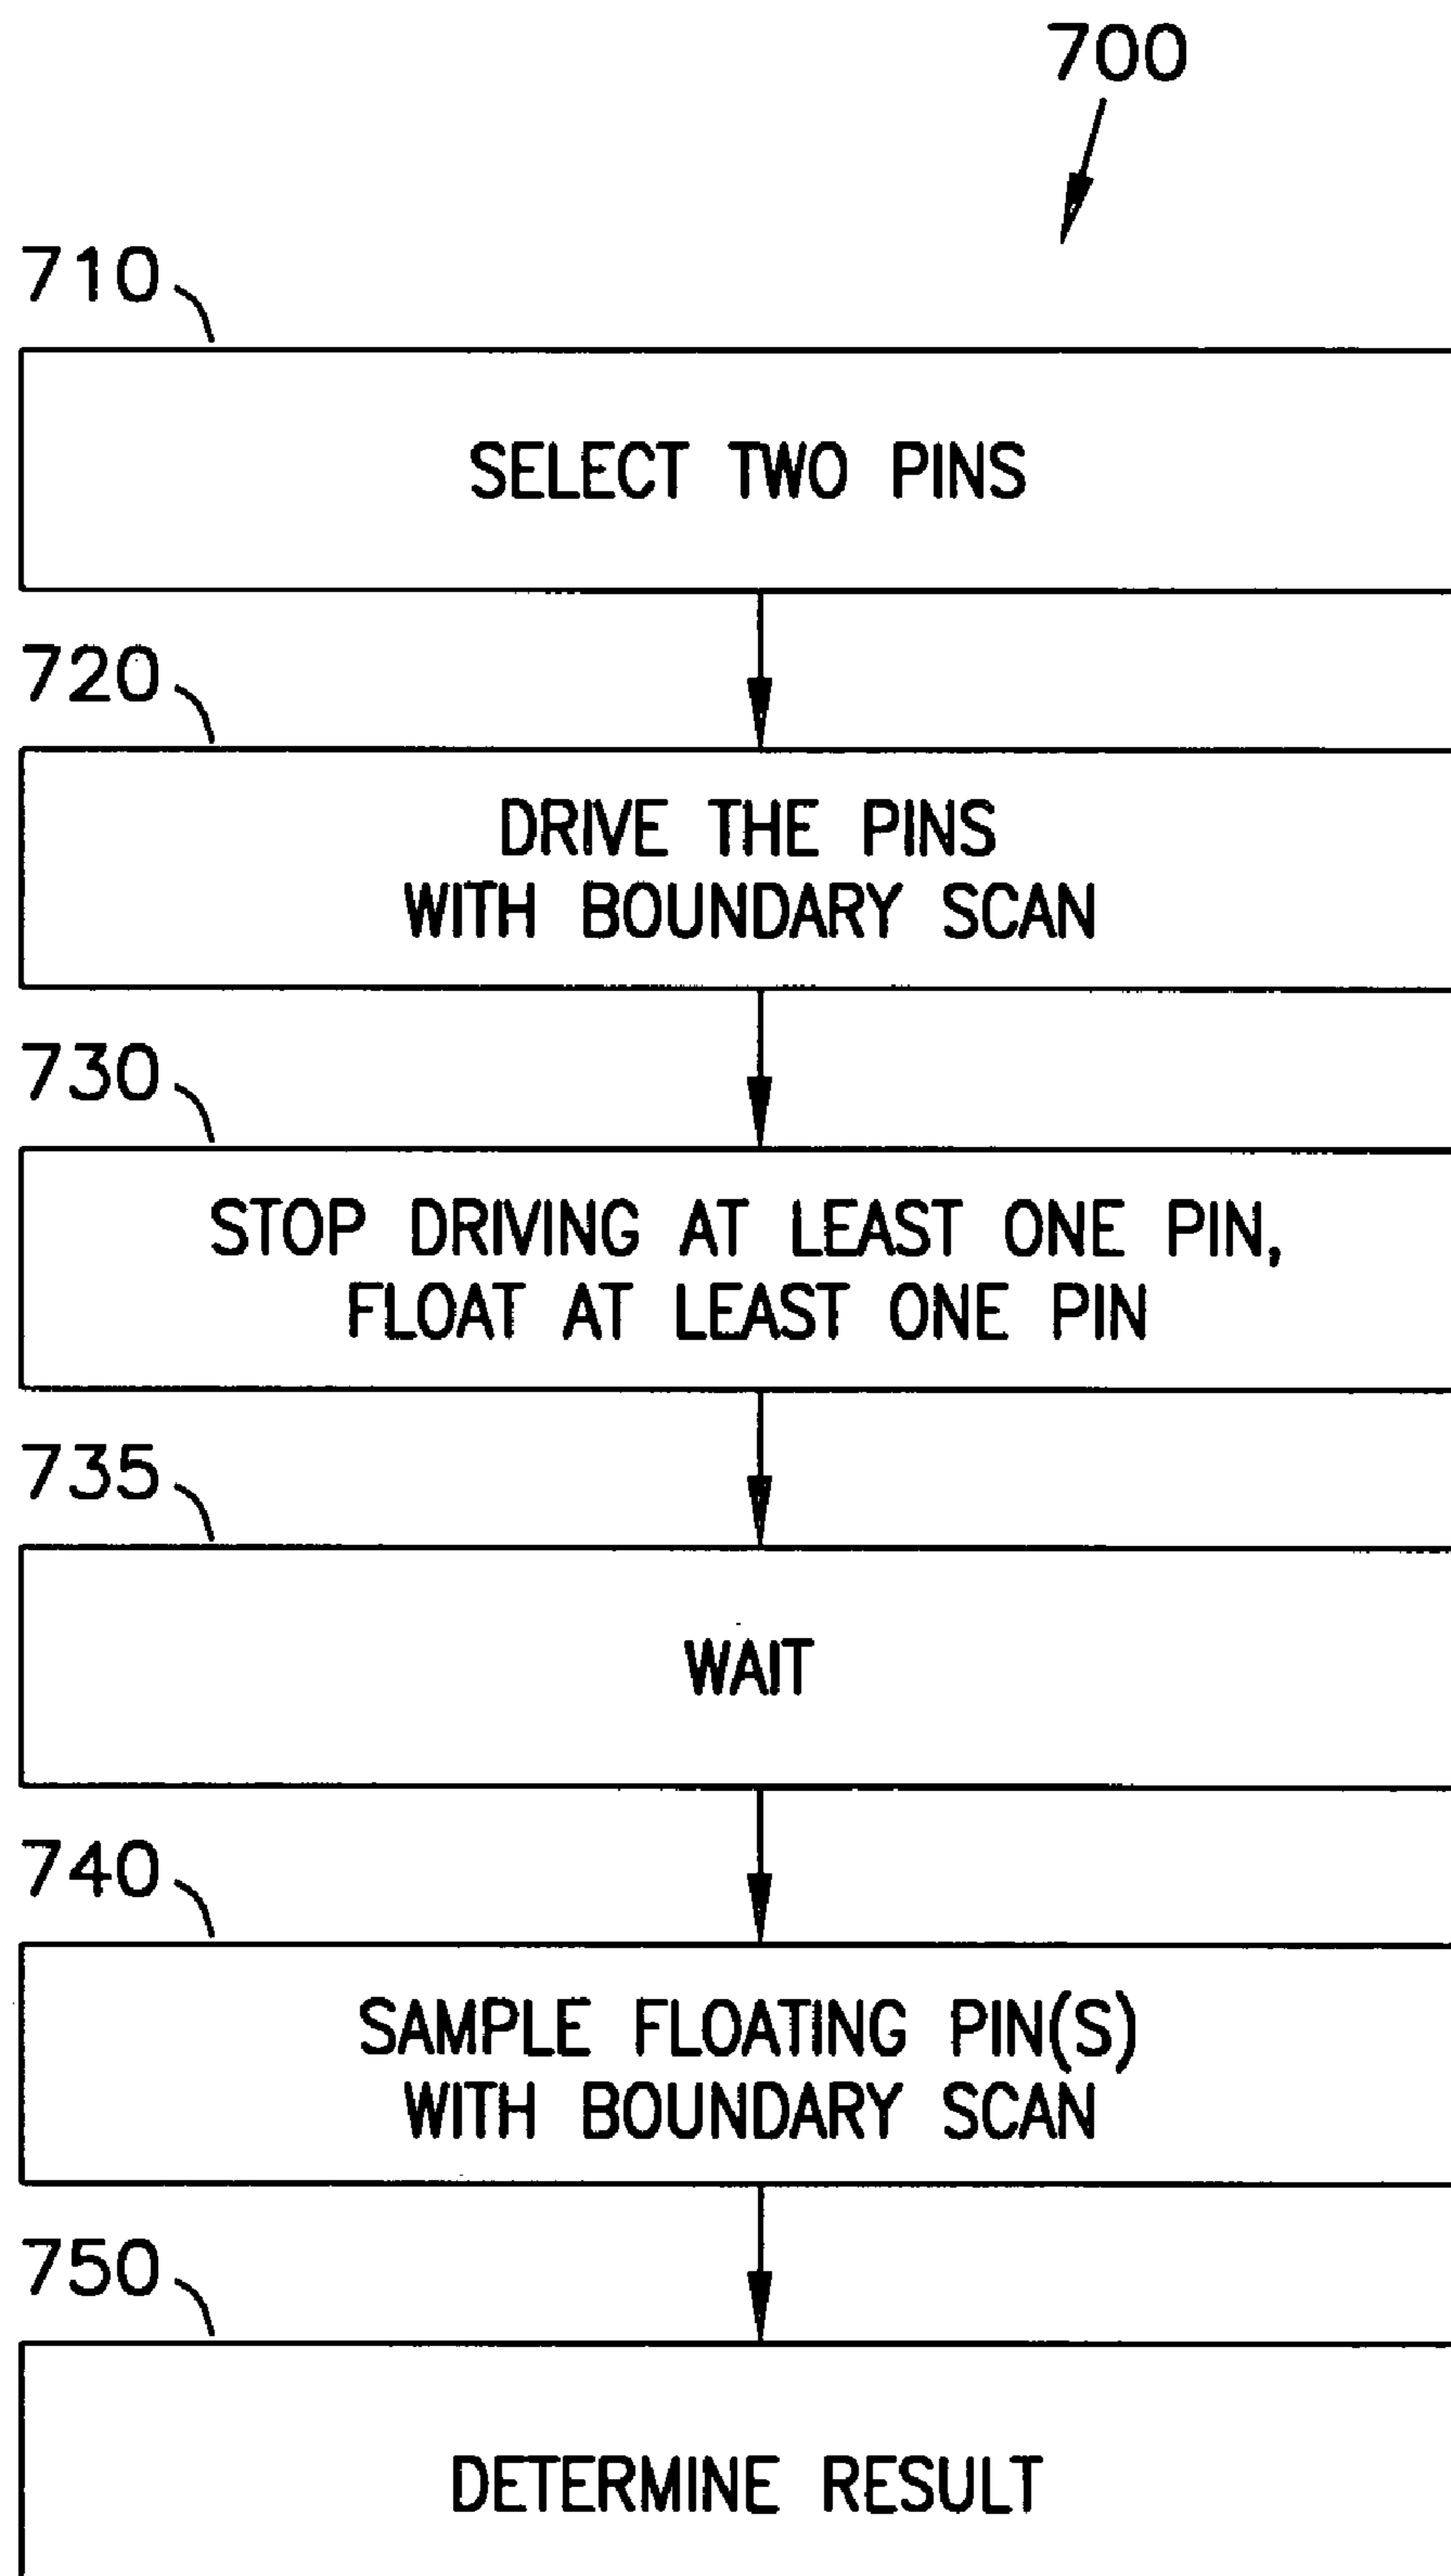 700
710
SELECT TWO PINS
720
DRIVE THE PINS
WITH BOUNDARY SCAN
730
STOP DRIVING AT LEAST ONE PIN,
FLOAT AT LEAST ONE PIN
735
WAIT
740
SAMPLE FLOATING PIN(S)
WITH BOUNDARY SCAN
750
DETERMINE RESULT